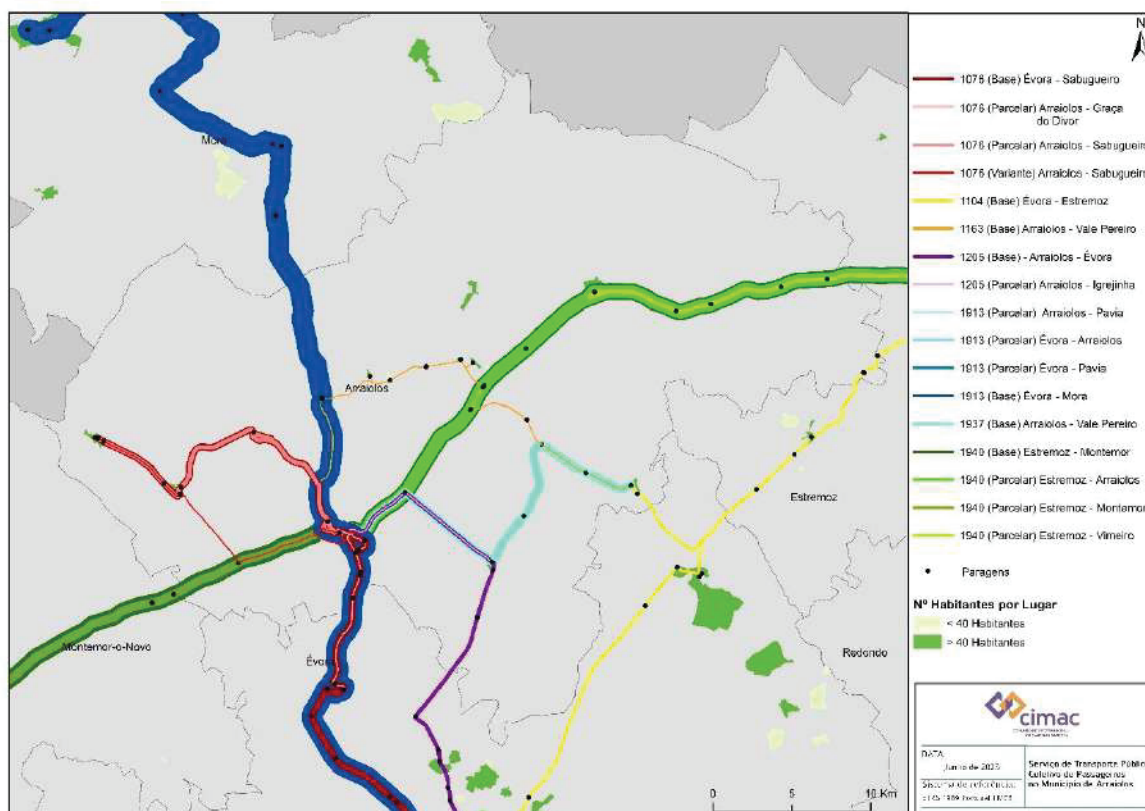 N
1076 (Base) Évora - Sabugueiro
1076 (Parcelar) Arraiolos - Graça
do Divor
1076 (Parcelar) Arraiolos - Sabugueiro
1076 (Variante) Arraiolos - Sabugueiro
1104 (Base) Évora - Estremoz
1163 (Base) Arraiolos - Vale Pereiro
1205 (Base) - Arraiolos - Évora
1205 (Parcelar) Arraiolos - Igrejinha
1913 (Parcelar) Arraiolos - Pavia
1913 (Parcelar) Évora - Arraiolos
1913 (Parcelar) Évora - Pavia
1913 (Base) Évora - Mora
1937 (Base) Arraiolos - Vale Pereiro
1940 (Base) Estremoz - Montemor
1940 (Parcelar) Estremoz - Arraiolos
1940 (Parcelar) Estremoz - Montemor
1940 (Parcelar) Estremoz - Vimeiro
Paragens
Nº Habitantes por Lugar
< 40 Habitantes
> 40 Habitantes
Mora
Arraiolos
Estremoz
Montemor-o-Novo
Évora
Redondo
0 5 10 Km
cimac
DATA:
Junho de 2025
Sistema de referência:
Serviço de Transporte Público
Coletivo de Passageiros
no Município de Arraiolos